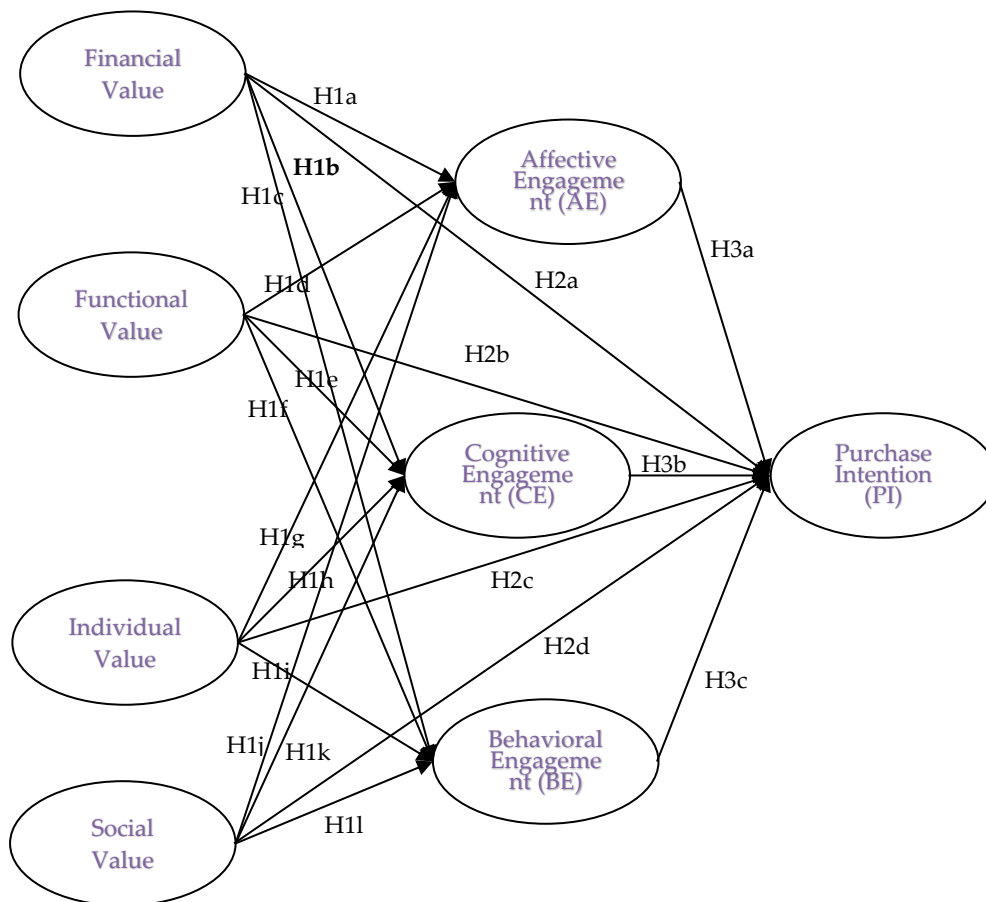 Financial
Value
H1a
Affective
Engageme
nt (AE)
H1b
H1c
H3a
H1d
H2a
Functional
Value
H2b
H1e
H1f
Cognitive
Engageme
nt (CE)
H3b
Purchase
Intention
(PI)
H1g
H1h
H2c
Individual
Value
H2d
H1i
H3c
H1j
H1k
Behavioral
Engageme
nt (BE)
Social
Value
H1l